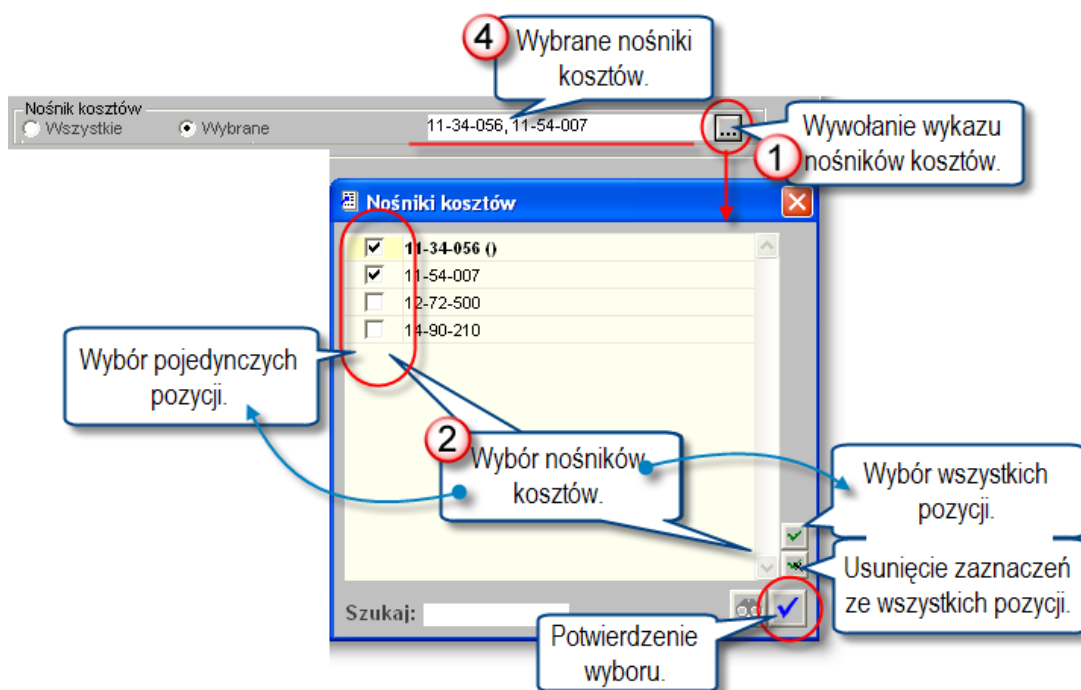 4
Wybrane nośniki
kosztów.
Nośnik kosztów
Wszystkie
Wybrane
11-34-056, 11-54-007
...
Wywołanie wykazu
nośników kosztów.
1
Nośniki kosztów
11-34-056 ()
11-54-007
12-72-500
14-90-210
Wybór pojedynczych
pozycji.
2
Wybór nośników
kosztów.
Wybór wszystkich
pozycji.
Usunięcie zaznaczeń
ze wszystkich pozycji.
Szukaj:
Potwierdzenie
wyboru.